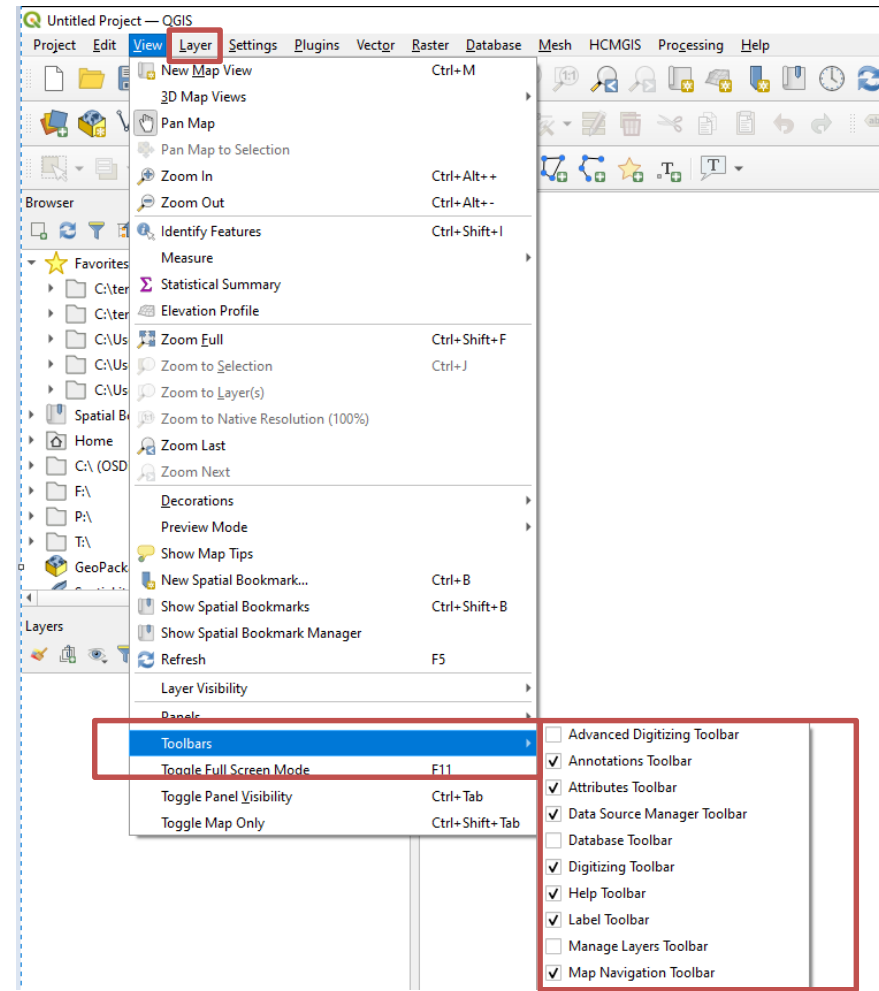 Untitled Project — QGIS
Project Edit View Layer Settings Plugins Vector Raster Database Mesh HCMGIS Processing Help
New Map View Ctrl+M
3D Map Views
Pan Map
Pan Map to Selection
Zoom In Ctrl+Alt++
Zoom Out Ctrl+Alt+-
Identify Features Ctrl+Shift+I
Measure
Statistical Summary
Elevation Profile
Zoom Full Ctrl+Shift+F
Zoom to Selection Ctrl+J
Zoom to Layer(s)
Zoom to Native Resolution (100%)
Zoom Last
Zoom Next
Decorations
Preview Mode
Show Map Tips
New Spatial Bookmark... Ctrl+B
Show Spatial Bookmarks Ctrl+Shift+B
Show Spatial Bookmark Manager
Refresh F5
Layer Visibility
Panels
Toolbars
Toggle Full Screen Mode F11
Toggle Panel Visibility Ctrl+Tab
Toggle Map Only Ctrl+Shift+Tab
Browser
Favorites
C:\ter
C:\ter
C:\Us
C:\Us
C:\Us
Spatial B
Home
C:\ (OSD
F:\
P:\
T:\
GeoPack
Layers
Advanced Digitizing Toolbar
Annotations Toolbar
Attributes Toolbar
Data Source Manager Toolbar
Database Toolbar
Digitizing Toolbar
Help Toolbar
Label Toolbar
Manage Layers Toolbar
Map Navigation Toolbar